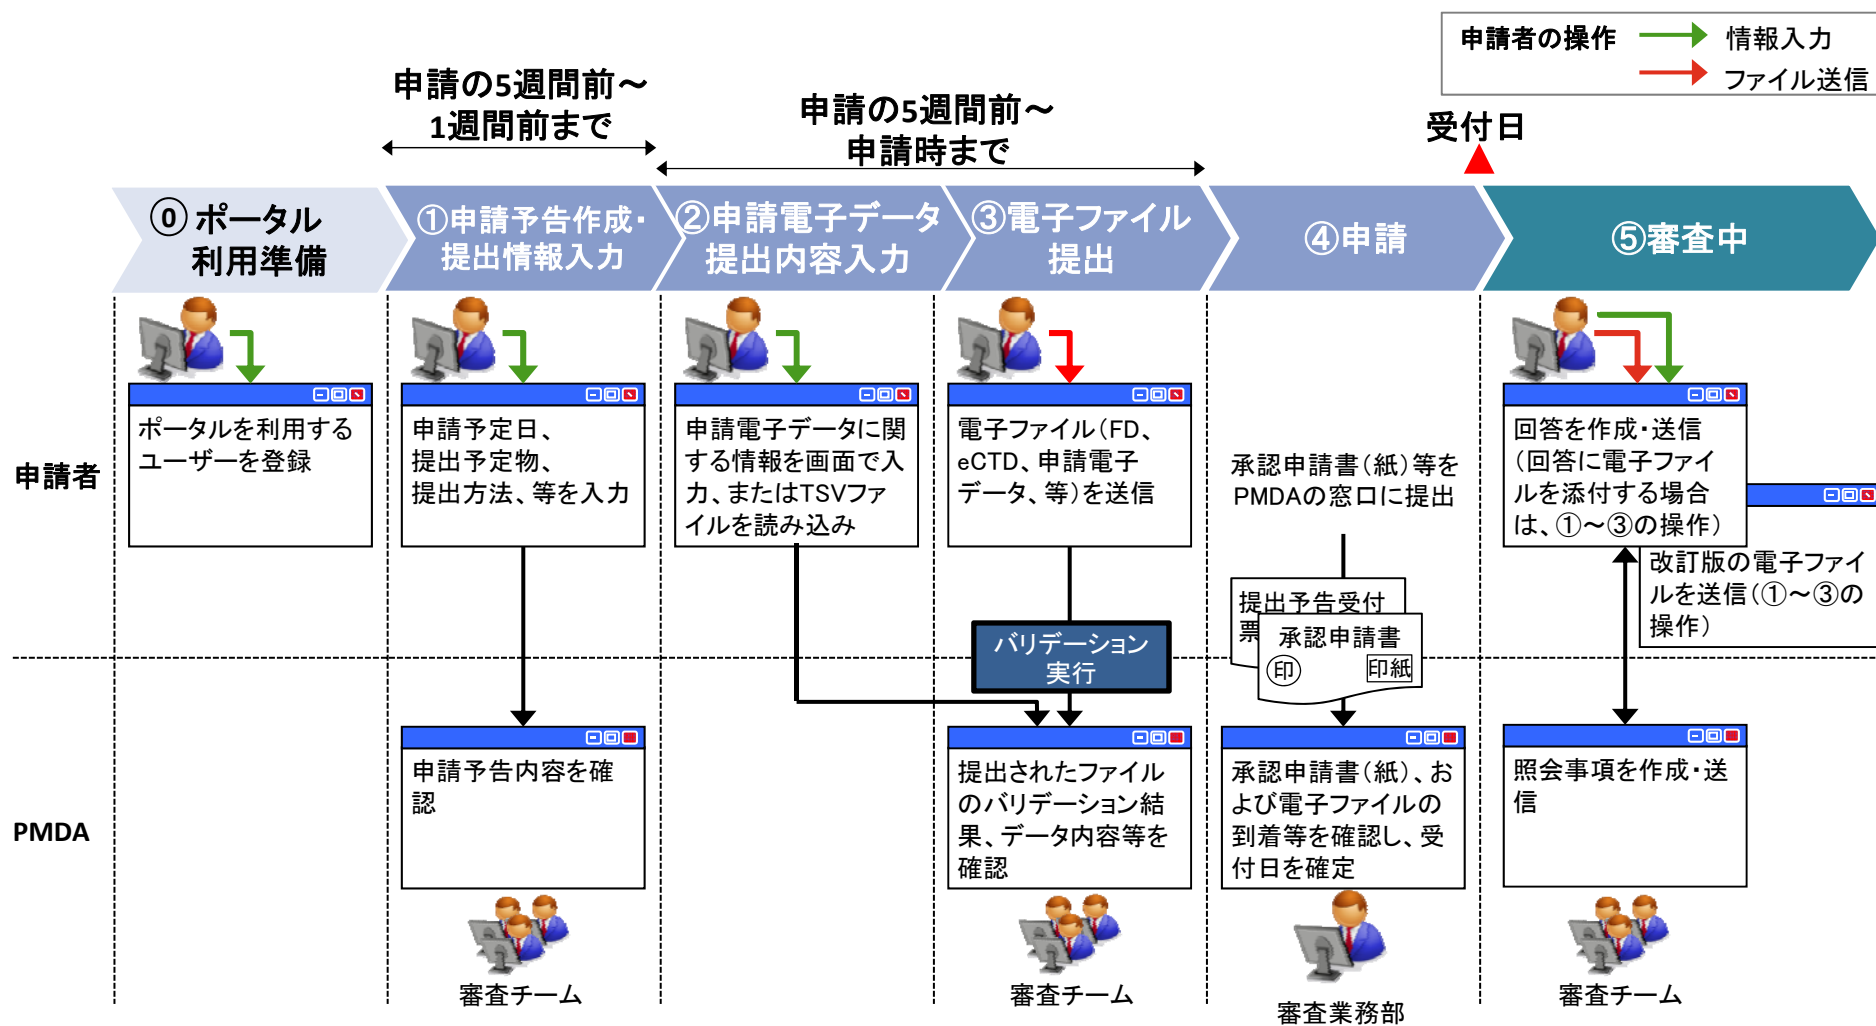 申請者の操作
情報入力
ファイル送信
申請の5週間前～
1週間前まで
申請の5週間前～
申請時まで
受付日
⓪ポータル
利用準備
①申請予告作成・
提出情報入力
②申請電子データ
提出内容入力
③電子ファイル
提出
④申請
⑤審査中
申請者
ポータルを利用する
ユーザーを登録
申請予定日、
提出予定物、
提出方法、等を入力
申請電子データに関
する情報を画面で入
力、またはTSVファ
イルを読み込み
電子ファイル（FD、
eCTD、申請電子
データ、等）を送信
承認申請書（紙）等を
PMDAの窓口に提出
回答を作成・送信
（回答に電子ファイ
ルを添付する場合
は、①～③の操作）
改訂版の電子ファイ
ルを送信（①～③の
操作）
提出予告受付
票
承認申請書
印
印紙
バリデーション
実行
PMDA
申請予告内容を確
認
提出されたファイル
のバリデーション結
果、データ内容等を
確認
承認申請書（紙）、お
よび電子ファイルの
到着等を確認し、受
付日を確定
照会事項を作成・送
信
審査チーム
審査チーム
審査業務部
審査チーム